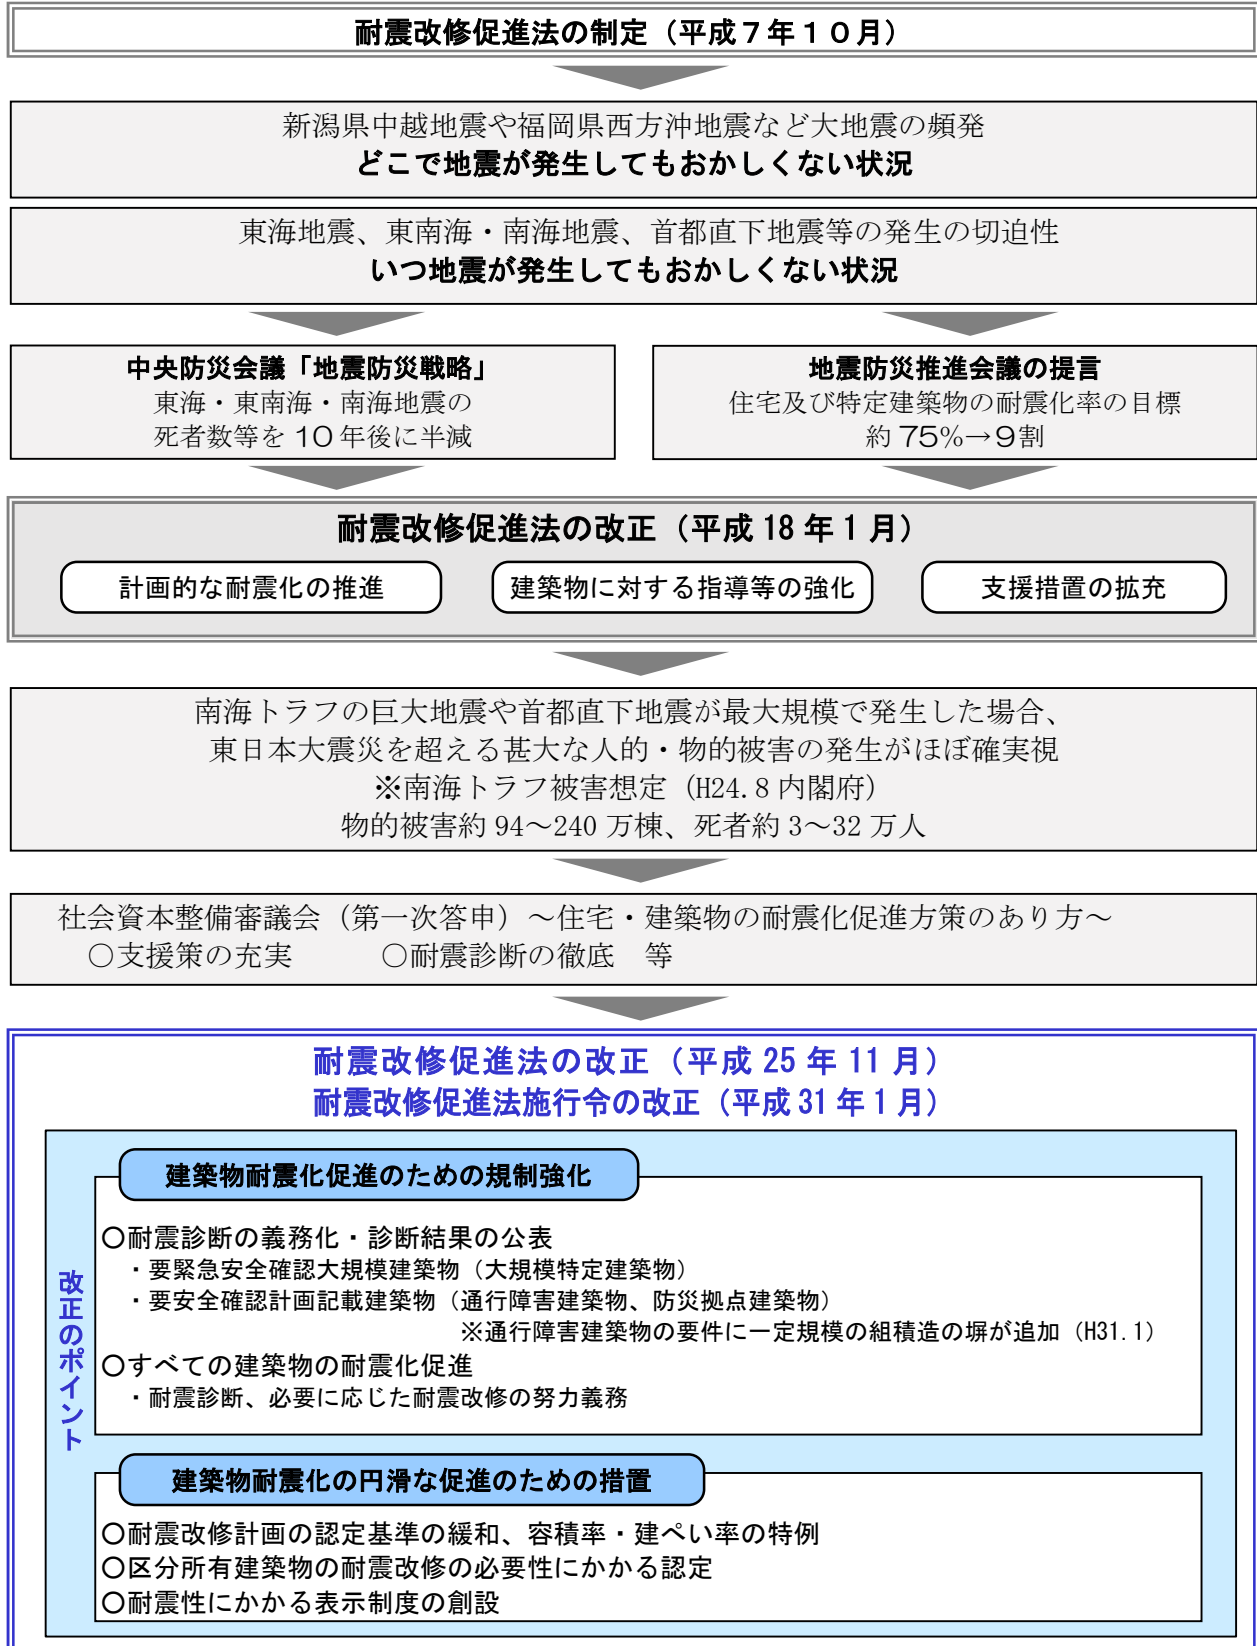 耐震改修促進法の制定（平成７年１０月）
新潟県中越地震や福岡県西方沖地震など大地震の頻発
どこで地震が発生してもおかしくない状況
東海地震、東南海・南海地震、首都直下地震等の発生の切迫性
いつ地震が発生してもおかしくない状況
中央防災会議「地震防災戦略」
東海・東南海・南海地震の
死者数等を 10 年後に半減
地震防災推進会議の提言
住宅及び特定建築物の耐震化率の目標
約 75%→9割
耐震改修促進法の改正（平成 18 年 1 月）
計画的な耐震化の推進
建築物に対する指導等の強化
支援措置の拡充
南海トラフの巨大地震や首都直下地震が最大規模で発生した場合、
東日本大震災を超える甚大な人的・物的被害の発生がほぼ確実視
※南海トラフ被害想定（H24.8 内閣府）
物的被害約 94～240 万棟、死者約 3～32 万人
社会資本整備審議会（第一次答申）～住宅・建築物の耐震化促進方策のあり方～
○支援策の充実　　　○耐震診断の徹底　等
耐震改修促進法の改正（平成 25 年 11 月）
耐震改修促進法施行令の改正（平成 31 年 1 月）
改正のポイント
建築物耐震化促進のための規制強化
○耐震診断の義務化・診断結果の公表
・要緊急安全確認大規模建築物（大規模特定建築物）
・要安全確認計画記載建築物（通行障害建築物、防災拠点建築物）
※通行障害建築物の要件に一定規模の組積造の塀が追加（H31.1）
○すべての建築物の耐震化促進
・耐震診断、必要に応じた耐震改修の努力義務
建築物耐震化の円滑な促進のための措置
○耐震改修計画の認定基準の緩和、容積率・建ぺい率の特例
○区分所有建築物の耐震改修の必要性にかかる認定
○耐震性にかかる表示制度の創設